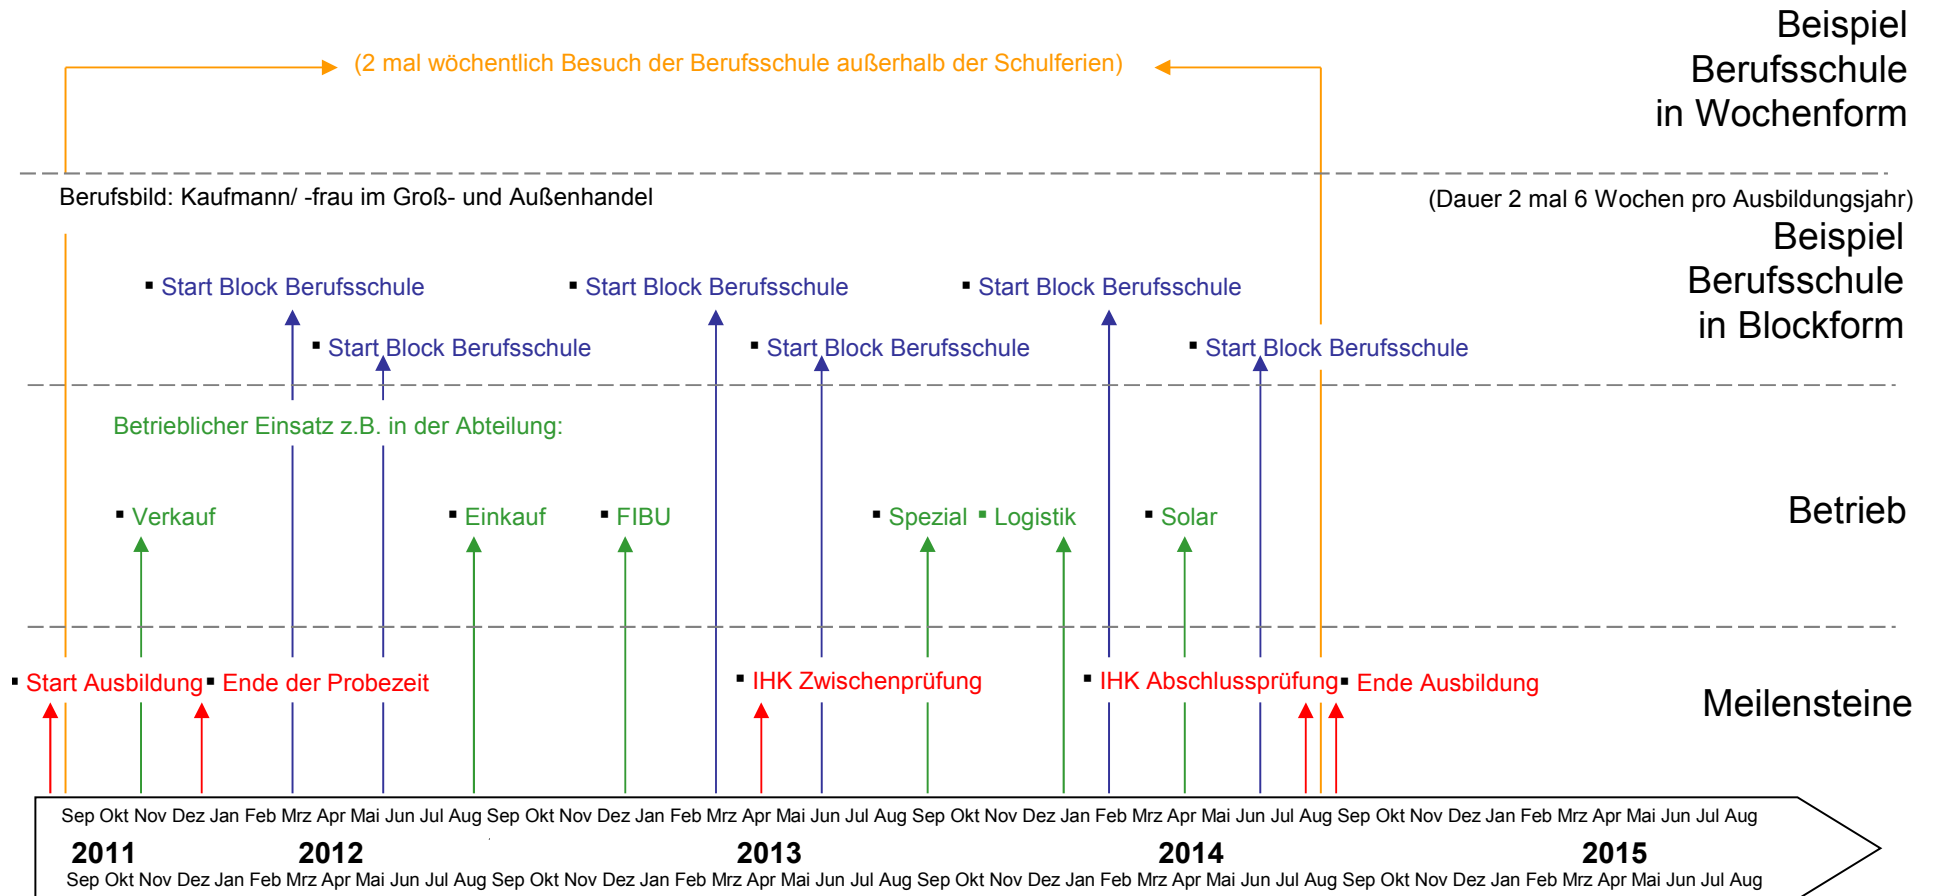 Beispiel
Berufsschule
in Wochenform
(2 mal wöchentlich Besuch der Berufsschule außerhalb der Schulferien)
Berufsbild: Kaufmann/ -frau im Groß- und Außenhandel
(Dauer 2 mal 6 Wochen pro Ausbildungsjahr)
Beispiel
Berufsschule
in Blockform
▪ Start Block Berufsschule
▪ Start Block Berufsschule
▪ Start Block Berufsschule
▪ Start Block Berufsschule
▪ Start Block Berufsschule
▪ Start Block Berufsschule
Betrieblicher Einsatz z.B. in der Abteilung:
▪ Verkauf
▪ Einkauf
▪ FIBU
▪ Spezial
▪ Logistik
▪ Solar
Betrieb
▪ Start Ausbildung
▪ Ende der Probezeit
▪ IHK Zwischenprüfung
▪ IHK Abschlussprüfung
▪ Ende Ausbildung
Meilensteine
Sep Okt Nov Dez Jan Feb Mrz Apr Mai Jun Jul Aug Sep Okt Nov Dez Jan Feb Mrz Apr Mai Jun Jul Aug Sep Okt Nov Dez Jan Feb Mrz Apr Mai Jun Jul Aug Sep Okt Nov Dez Jan Feb Mrz Apr Mai Jun Jul Aug
2011 2012 2013 2014 2015
Sep Okt Nov Dez Jan Feb Mrz Apr Mai Jun Jul Aug Sep Okt Nov Dez Jan Feb Mrz Apr Mai Jun Jul Aug Sep Okt Nov Dez Jan Feb Mrz Apr Mai Jun Jul Aug Sep Okt Nov Dez Jan Feb Mrz Apr Mai Jun Jul Aug